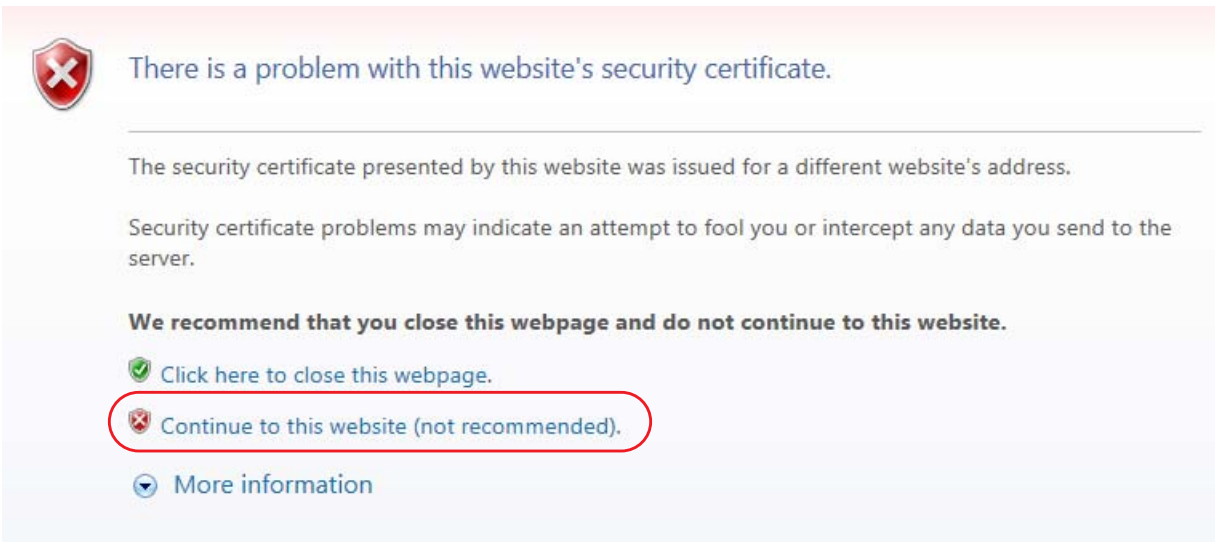 There is a problem with this website's security certificate.
The security certificate presented by this website was issued for a different website's address.
Security certificate problems may indicate an attempt to fool you or intercept any data you send to the
server.
We recommend that you close this webpage and do not continue to this website.
Click here to close this webpage.
Continue to this website (not recommended).
More information